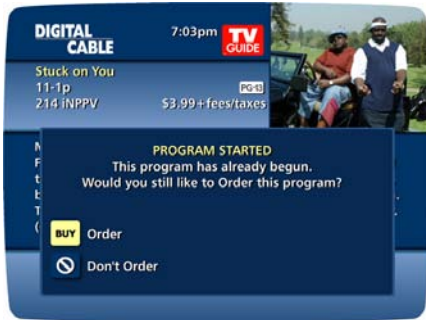 DIGITAL
CABLE
7:03pm
TV
GUIDE
Stuck on You
11-1p
PG-13
214 iNPPV
$3.99+fees/taxes
PROGRAM STARTED
This program has already begun.
Would you still like to Order this program?
BUY Order
Don't Order